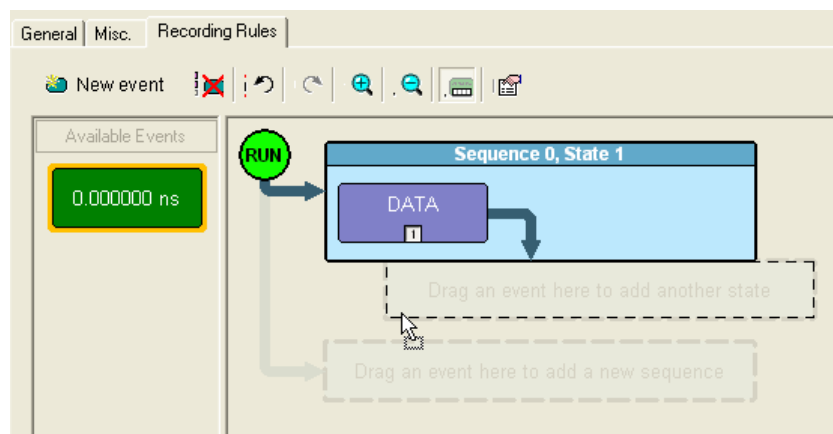 General Misc. Recording Rules
New event
Available Events
RUN
Sequence 0, State 1
0.000000 ns
DATA
1
Drag an event here to add another state
Drag an event here to add a new sequence